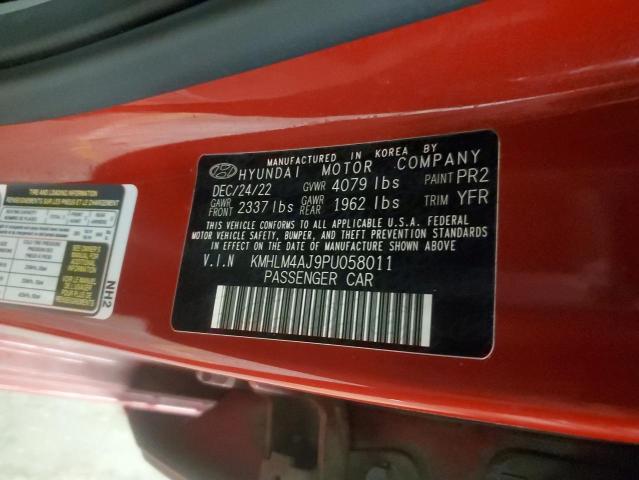 MANUFACTURED IN KOREA BY
HYUNDAI MOTOR COMPANY
DEC/24/22 GVWR 4079 lbs PAINT PR2
GAWR FRONT 2337 lbs GAWR REAR 1962 lbs TRIM YFR
THIS VEHICLE CONFORMS TO ALL APPLICABLE U.S.A. FEDERAL
MOTOR VEHICLE SAFETY, BUMPER, AND THEFT PREVENTION STANDARDS
IN EFFECT ON THE DATE OF MANUFACTURE SHOWN ABOVE.
V.I.N KMHLM4AJ9PU058011
PASSENGER CAR
NH2